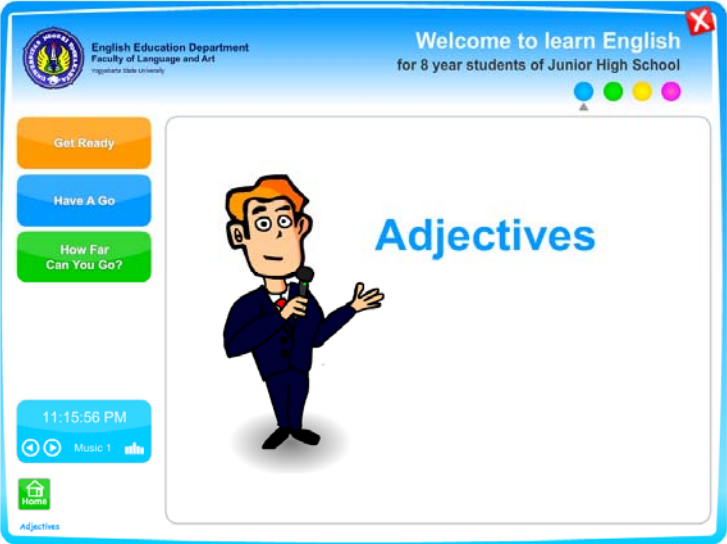 English Education Department
Faculty of Language and Art
Yogyakarta State University
Welcome to learn English
for 8 year students of Junior High School
X
Get Ready
Have A Go
How Far
Can You Go?
Adjectives
11:15:56 PM
Music 1
Home
Adjectives